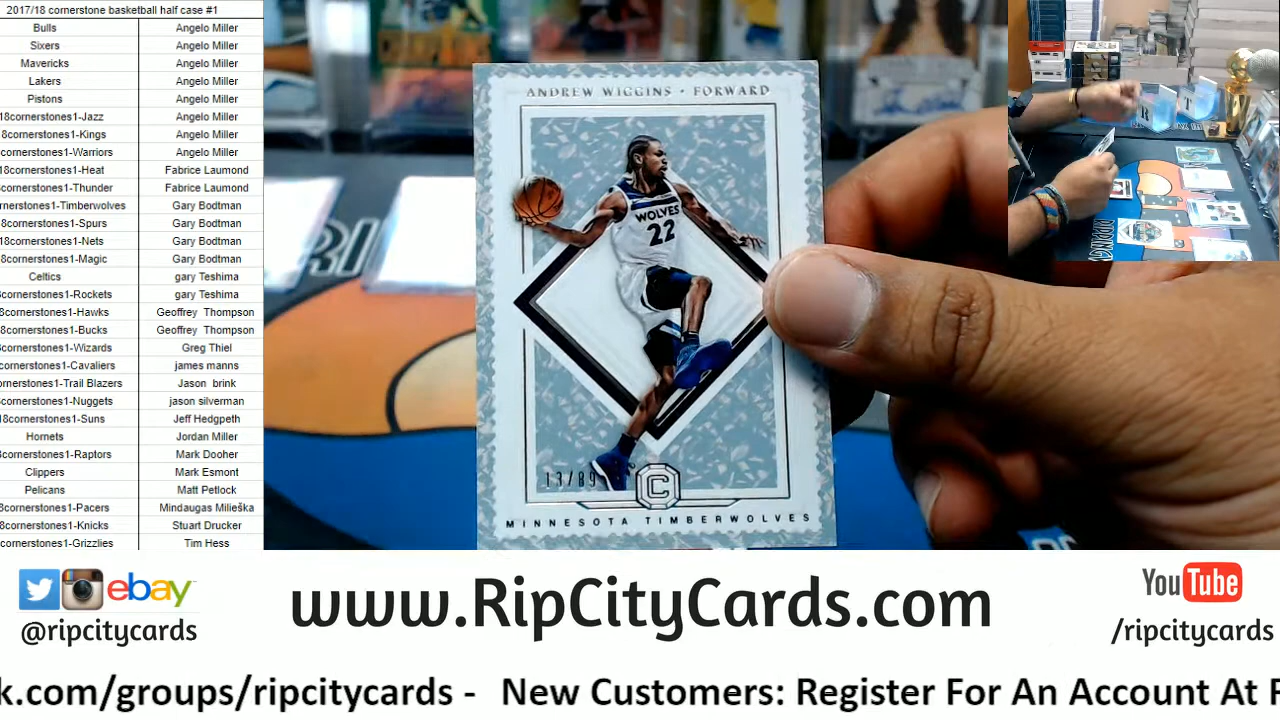 2017/18 cornerstone basketball half case #1
Bulls Angelo Miller
Sixers Angelo Miller
Mavericks Angelo Miller
Lakers Angelo Miller
Pistons Angelo Miller
18cornerstones1-Jazz Angelo Miller
8cornerstones1-Kings Angelo Miller
cornerstones1-Warriors Angelo Miller
18cornerstones1-Heat Fabrice Laumond
cornerstones1-Thunder Fabrice Laumond
rnerstones1-Timberwolves Gary Bodtman
8cornerstones1-Spurs Gary Bodtman
18cornerstones1-Nets Gary Bodtman
8cornerstones1-Magic Gary Bodtman
Celtics gary Teshima
cornerstones1-Rockets gary Teshima
8cornerstones1-Hawks Geoffrey Thompson
8cornerstones1-Bucks Geoffrey Thompson
cornerstones1-Wizards Greg Thiel
cornerstones1-Cavaliers james manns
ornerstones1-Trail Blazers Jason brink
cornerstones1-Nuggets jason silverman
18cornerstones1-Suns Jeff Hedgpeth
Hornets Jordan Miller
cornerstones1-Raptors Mark Dooher
Clippers Mark Esmont
Pelicans Matt Petlock
cornerstones1-Pacers Mindaugas Milieška
8cornerstones1-Knicks Stuart Drucker
cornerstones1-Grizzlies Tim Hess
ANDREW WIGGINS • FORWARD
WOLVES
22
13/89
C
MINNESOTA TIMBERWOLVES
ebay
@ripcitycards
www.RipCityCards.com
YouTube
/ripcitycards
k.com/groups/ripcitycards - New Customers: Register For An Account At